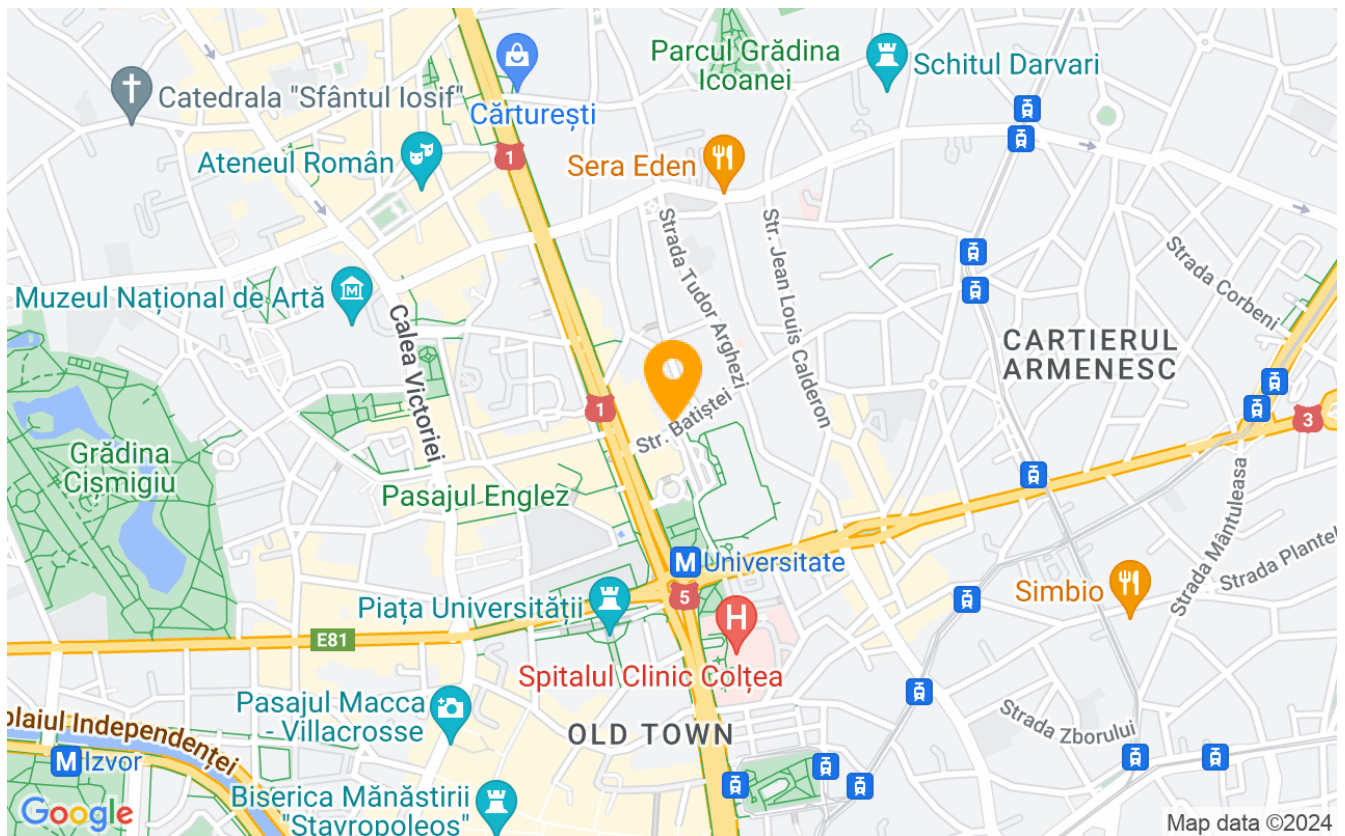 Parcul Grădina
Icoanei
Schitul Darvari
Catedrala "Sfântul Iosif"
Cărturești
1
Ateneul Român
Sera Eden
Strada Tudor Arghezi
Str. Jean Louis Calderon
Strada Corbeni
Muzeul Național de Artă
Calea Victoriei
CARTIERUL
ARMENESC
1
3
Str. Batiștei
Grădina
Cișmigiu
Pasajul Englez
Strada Mântuleasa
M Universitate
Strada Plantel
Simbio
Piața Universității
5
H
E81
Spitalul Clinic Colțea
Pasajul Macca
- Villacrosse
OLD TOWN
Strada Zborului
olaiul Independenței
M Izvor
Biserica Mănăstirii
"Stavropoleos"
Google
Map data ©2024